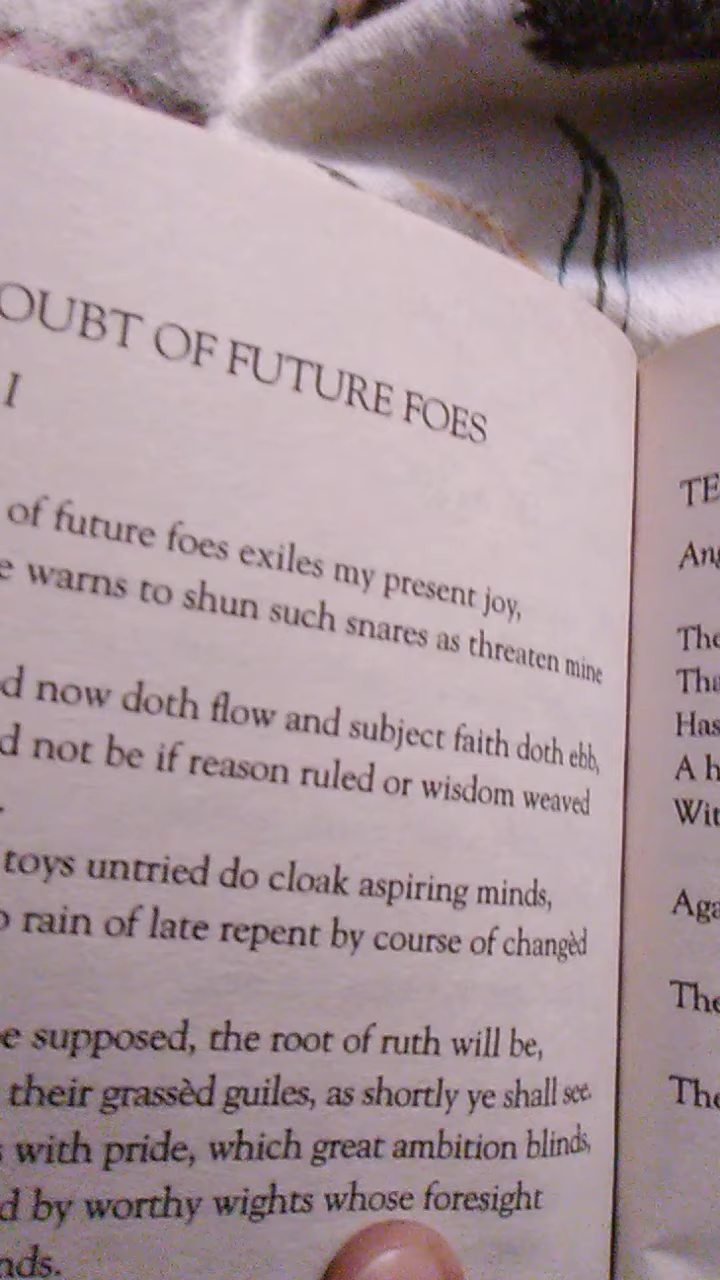 OUBT OF FUTURE FOES
I
of future foes exiles my present joy,
e warns to shun such snares as threaten mine
d now doth flow and subject faith doth ebb,
d not be if reason ruled or wisdom weaved
toys untried do cloak aspiring minds,
o rain of late repent by course of changèd
e supposed, the root of ruth will be,
their grassèd guiles, as shortly ye shall see.
s with pride, which great ambition blinds,
d by worthy wights whose foresight
nds.
TE
Ang
The
Tha
Has
A h
Wit
Aga
The
The